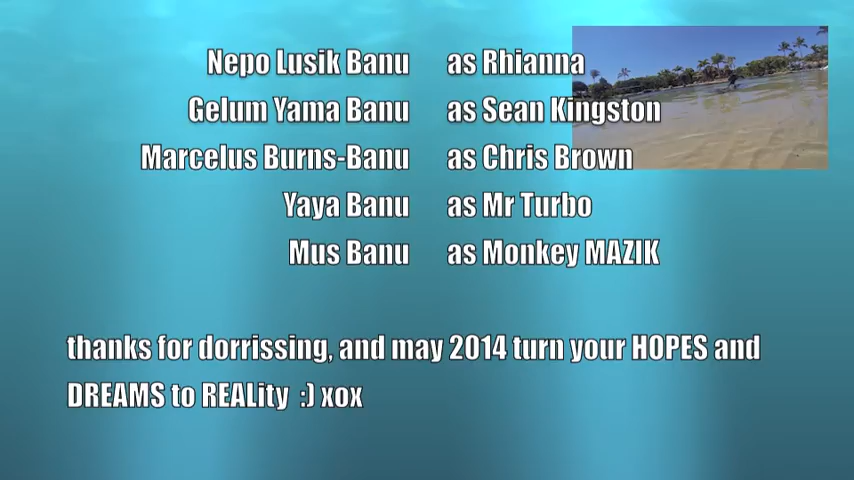 Nepo Lusik Banu as Rhianna
Gelum Yama Banu as Sean Kingston
Marcelus Burns-Banu as Chris Brown
Yaya Banu as Mr Turbo
Mus Banu as Monkey MAZIK
thanks for dorrissing, and may 2014 turn your HOPES and
DREAMS to REALity :) xox